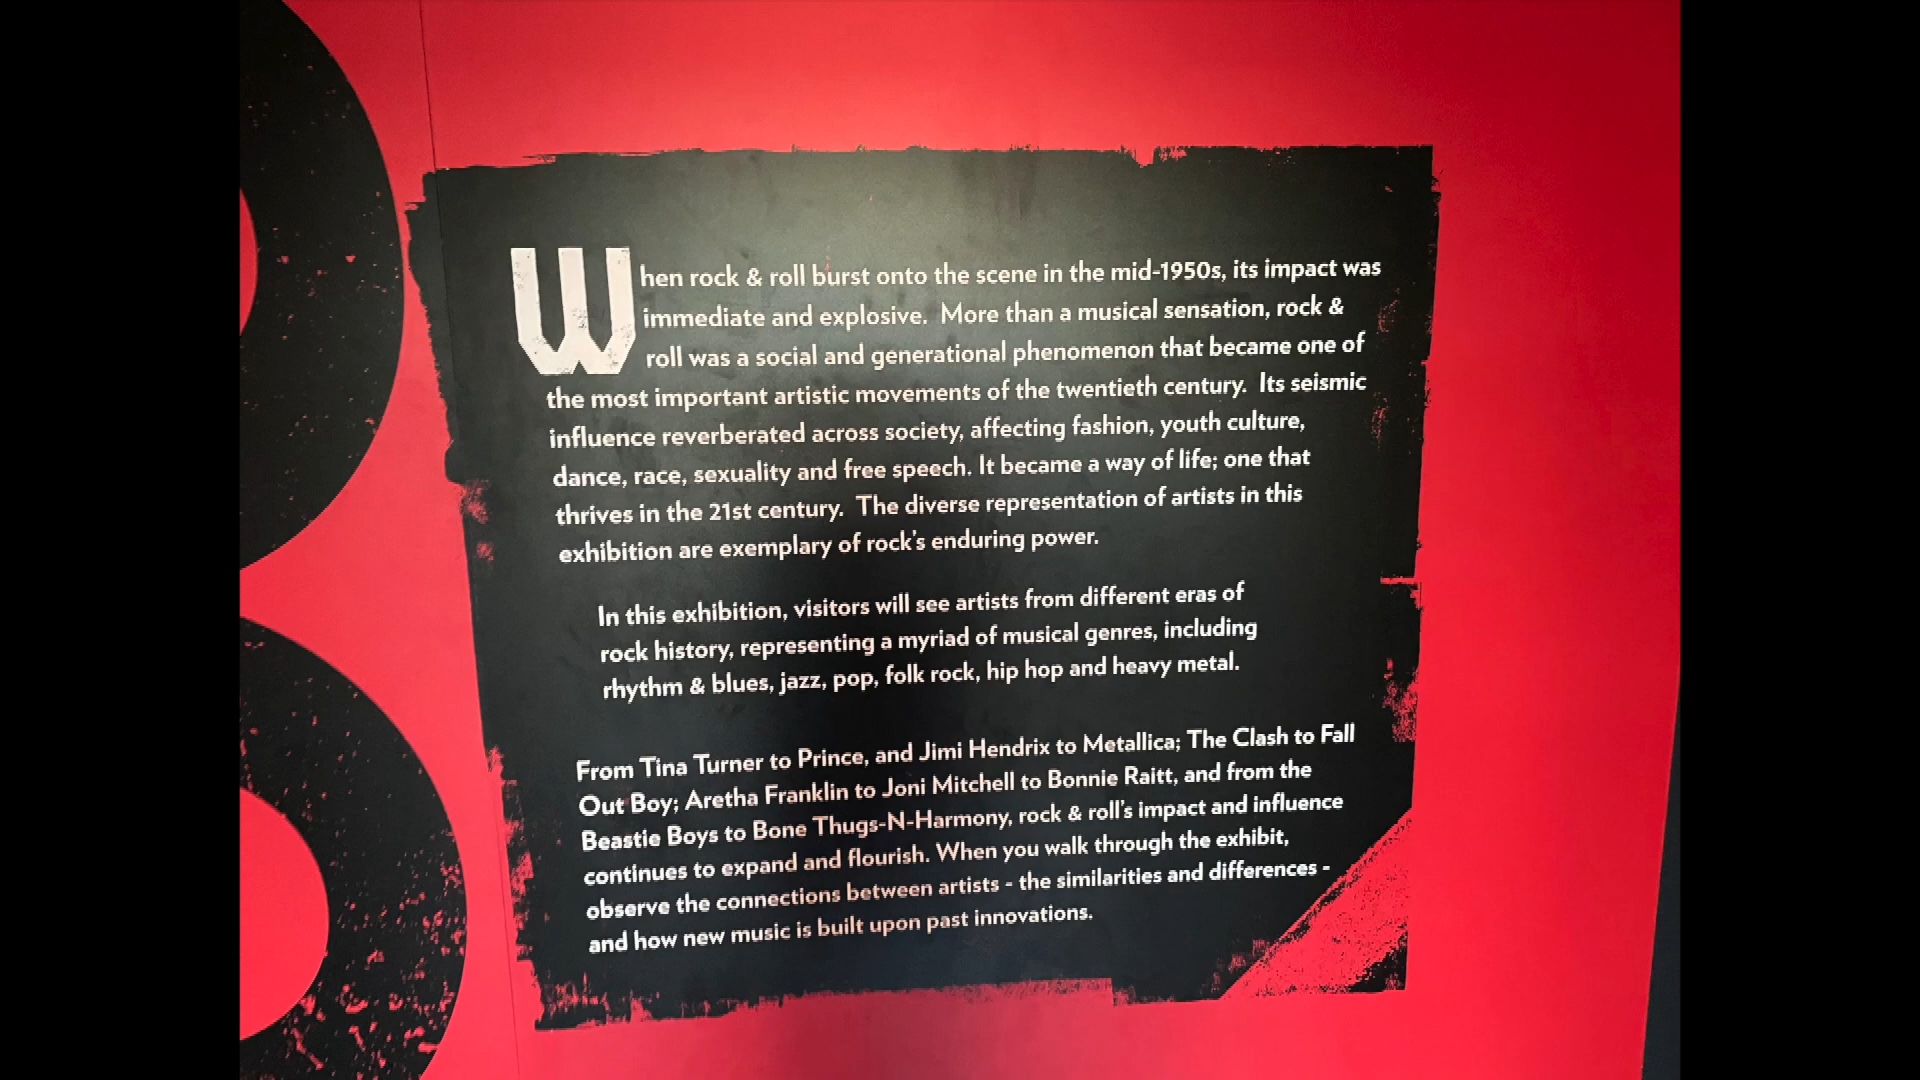 When rock & roll burst onto the scene in the mid-1950s, its impact was
immediate and explosive.  More than a musical sensation, rock &
roll was a social and generational phenomenon that became one of
the most important artistic movements of the twentieth century.  Its seismic
influence reverberated across society, affecting fashion, youth culture,
dance, race, sexuality and free speech. It became a way of life; one that
thrives in the 21st century.  The diverse representation of artists in this
exhibition are exemplary of rock's enduring power.
In this exhibition, visitors will see artists from different eras of
rock history, representing a myriad of musical genres, including
rhythm & blues, jazz, pop, folk rock, hip hop and heavy metal.
From Tina Turner to Prince, and Jimi Hendrix to Metallica; The Clash to Fall
Out Boy; Aretha Franklin to Joni Mitchell to Bonnie Raitt, and from the
Beastie Boys to Bone Thugs-N-Harmony, rock & roll's impact and influence
continues to expand and flourish. When you walk through the exhibit,
observe the connections between artists - the similarities and differences -
and how new music is built upon past innovations.